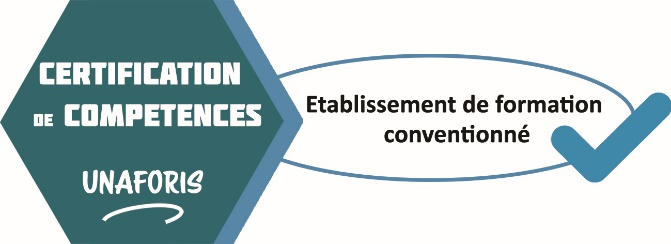 CERTIFICATION
DE COMPETENCES
UNAFORIS
Etablissement de formation
conventionné